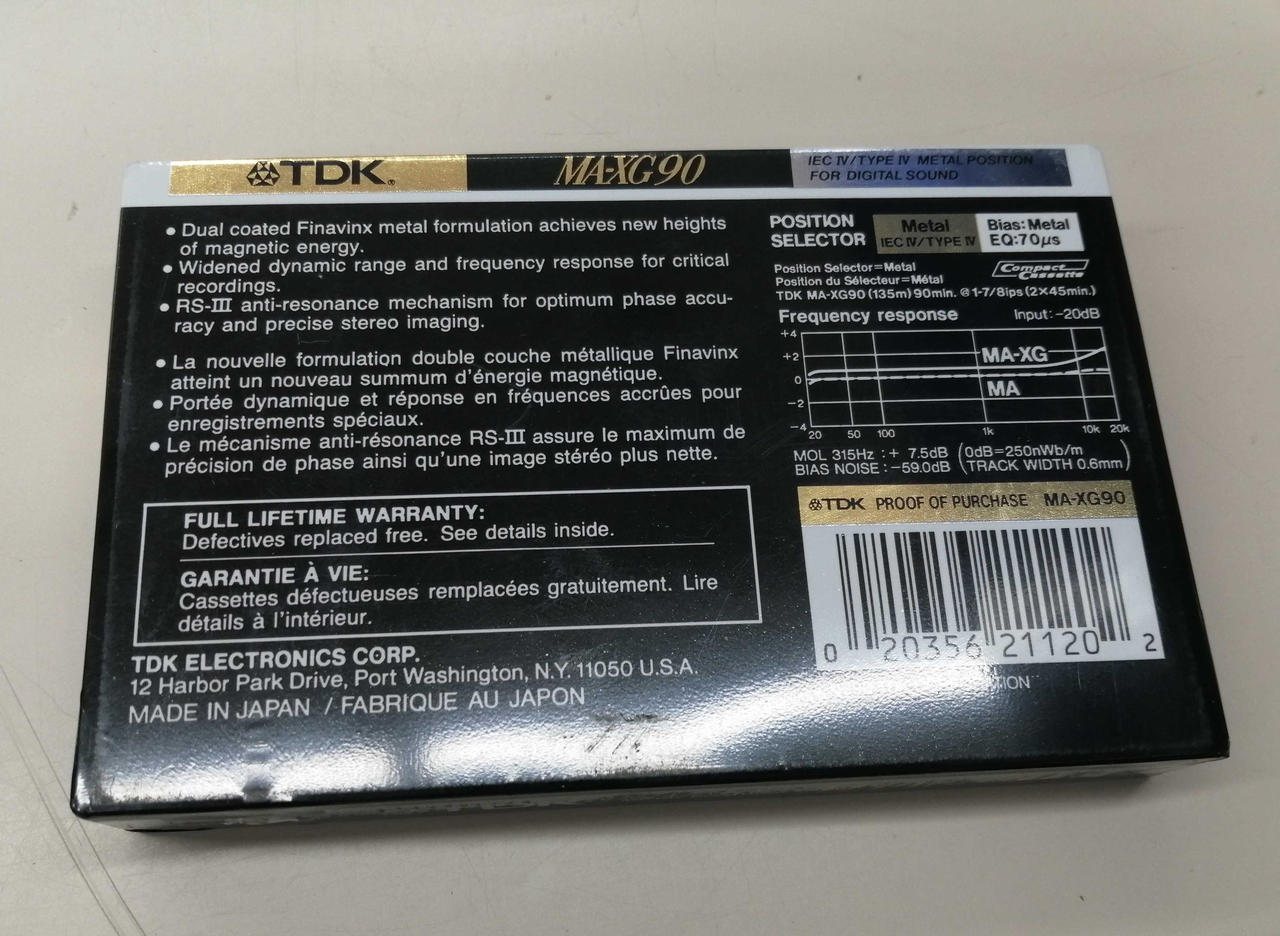 TDK®
MA-XG90
IEC IV/TYPE IV METAL POSITION
FOR DIGITAL SOUND
● Dual coated Finavinx metal formulation achieves new heights
of magnetic energy.
● Widened dynamic range and frequency response for critical
recordings.
● RS-III anti-resonance mechanism for optimum phase accu-
racy and precise stereo imaging.
● La nouvelle formulation double couche métallique Finavinx
atteint un nouveau summum d'énergie magnétique.
● Portée dynamique et réponse en fréquences accrûes pour
enregistrements spéciaux.
● Le mécanisme anti-résonance RS-III assure le maximum de
précision de phase ainsi qu'une image stéréo plus nette.
FULL LIFETIME WARRANTY:
Defectives replaced free. See details inside.
GARANTIE À VIE:
Cassettes défectueuses remplacées gratuitement. Lire
détails à l'intérieur.
TDK ELECTRONICS CORP.
12 Harbor Park Drive, Port Washington, N.Y. 11050 U.S.A.
MADE IN JAPAN / FABRIQUE AU JAPON
POSITION
SELECTOR
Metal
IEC IV/TYPE IV
Bias: Metal
EQ:70μs
Position Selector=Metal
Position du Sélecteur=Métal
Compact
Cassette
TDK MA-XG90 (135m) 90min. @ 1-7/8ips (2×45min.)
Frequency response
Input:-20dB
+4
+2
0
-2
-4
MA-XG
MA
20 50 100 1k 10k 20k
MOL 315Hz : + 7.5dB (0dB=250nWb/m
BIAS NOISE : -59.0dB TRACK WIDTH 0.6mm)
TDK PROOF OF PURCHASE MA-XG90
0 20356 21120 2